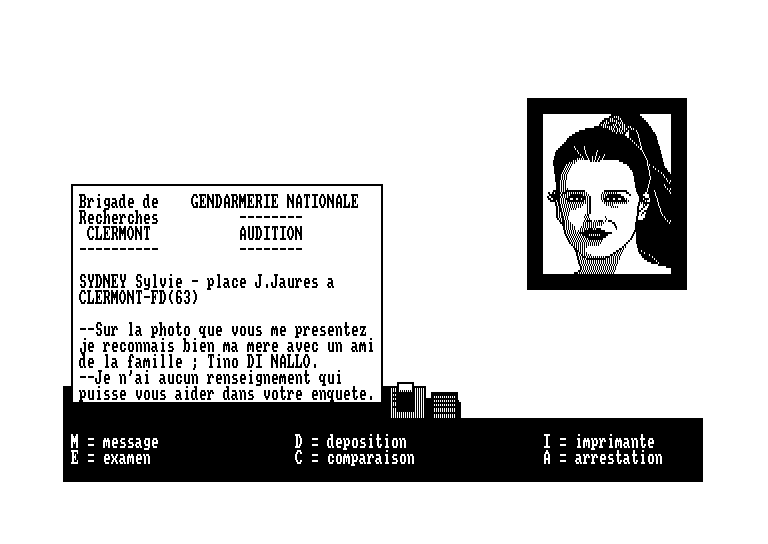 Brigade de    GENDARMERIE NATIONALE
Recherches          --------
 CLERMONT           AUDITION
----------          --------
SYDNEY Sylvie - place J.Jaures a
CLERMONT-FD(63)
--Sur la photo que vous me presentez
je reconnais bien ma mere avec un ami
de la famille ; Tino DI NALLO.
--Je n'ai aucun renseignement qui
puisse vous aider dans votre enquete.
M = message    D = deposition    I = imprimante
E = examen    C = comparaison    A = arrestation